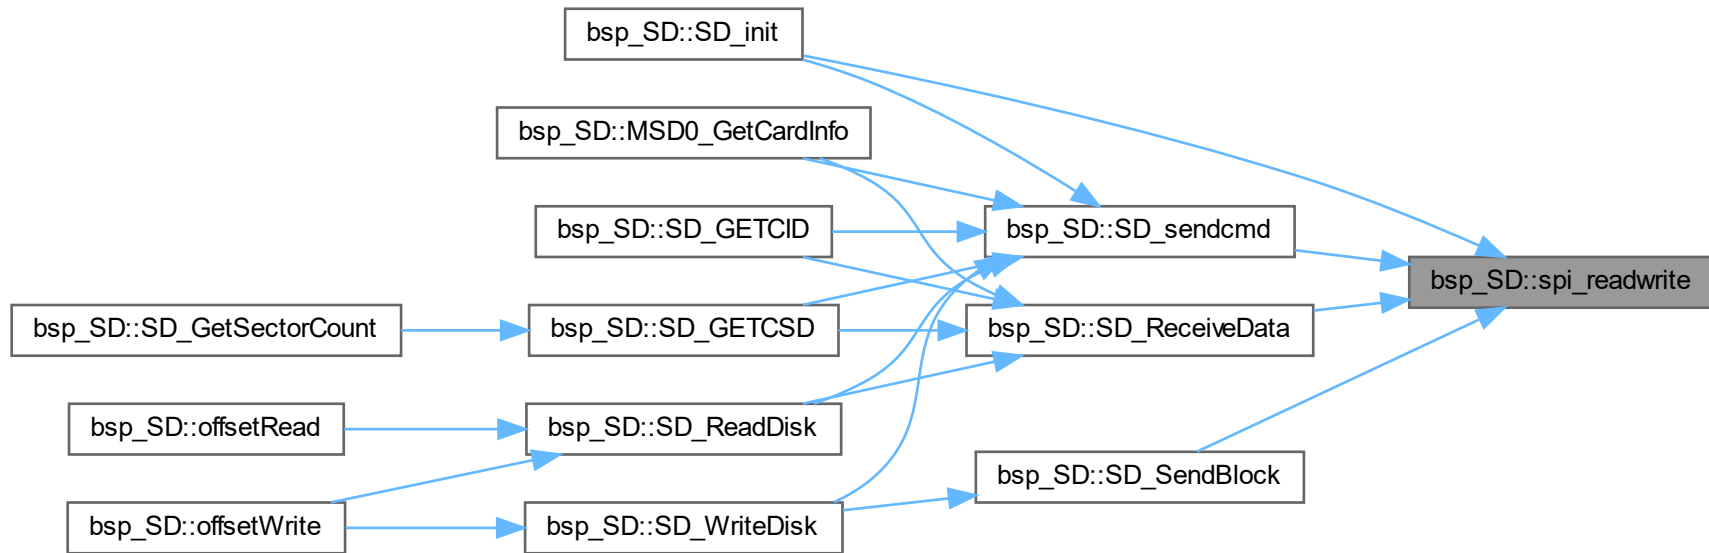 bsp_SD::SD_init
bsp_SD::MSD0_GetCardInfo
bsp_SD::SD_GETCID
bsp_SD::SD_sendcmd
bsp_SD::spi_readwrite
bsp_SD::SD_GetSectorCount
bsp_SD::SD_GETCSD
bsp_SD::SD_ReceiveData
bsp_SD::offsetRead
bsp_SD::SD_ReadDisk
bsp_SD::SD_SendBlock
bsp_SD::offsetWrite
bsp_SD::SD_WriteDisk